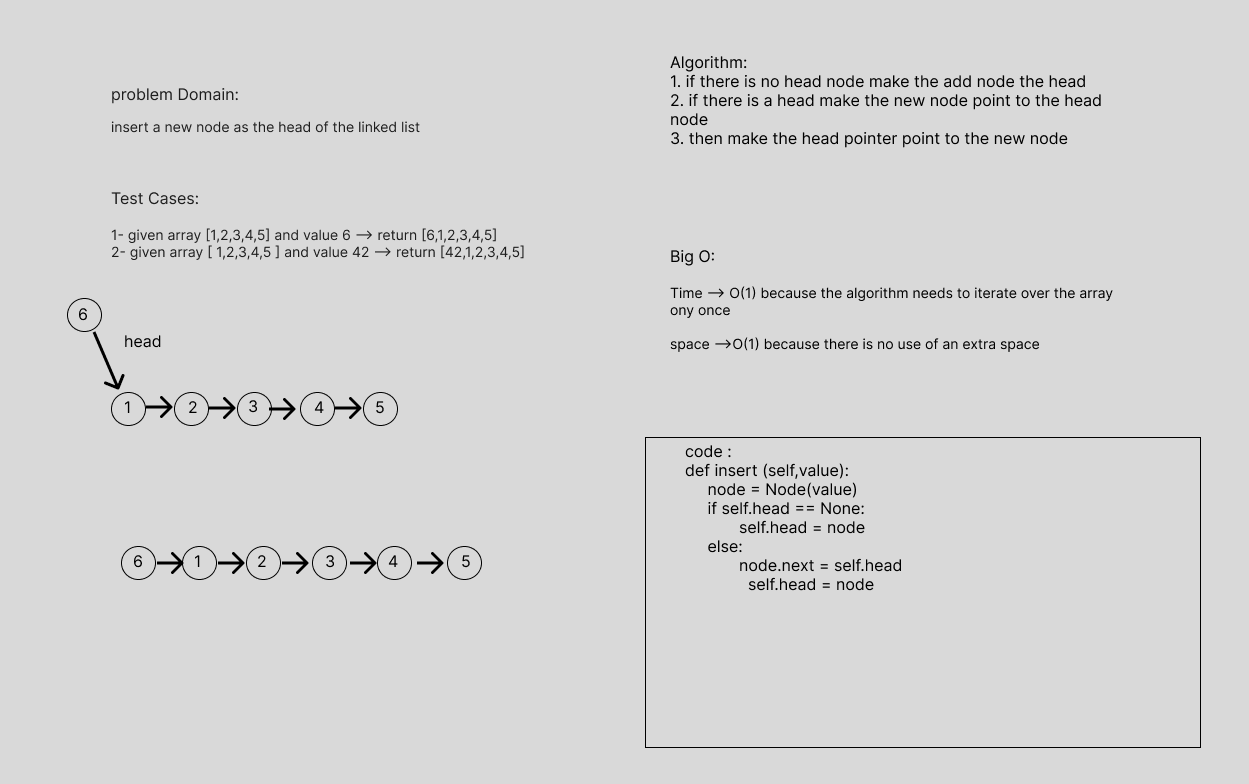 problem Domain:
insert a new node as the head of the linked list
Test Cases:
1- given array [1,2,3,4,5] and value 6 —> return [6,1,2,3,4,5]
2- given array [ 1,2,3,4,5 ] and value 42 —> return [42,1,2,3,4,5]
6
head
1 2 3 4 5
6 1 2 3 4 5
Algorithm:
1. if there is no head node make the add node the head
2. if there is a head make the new node point to the head
node
3. then make the head pointer point to the new node
Big O:
Time —> O(1) because the algorithm needs to iterate over the array
ony once
space —>O(1) because there is no use of an extra space
code :
def insert (self,value):
node = Node(value)
if self.head == None:
self.head = node
else:
node.next = self.head
self.head = node